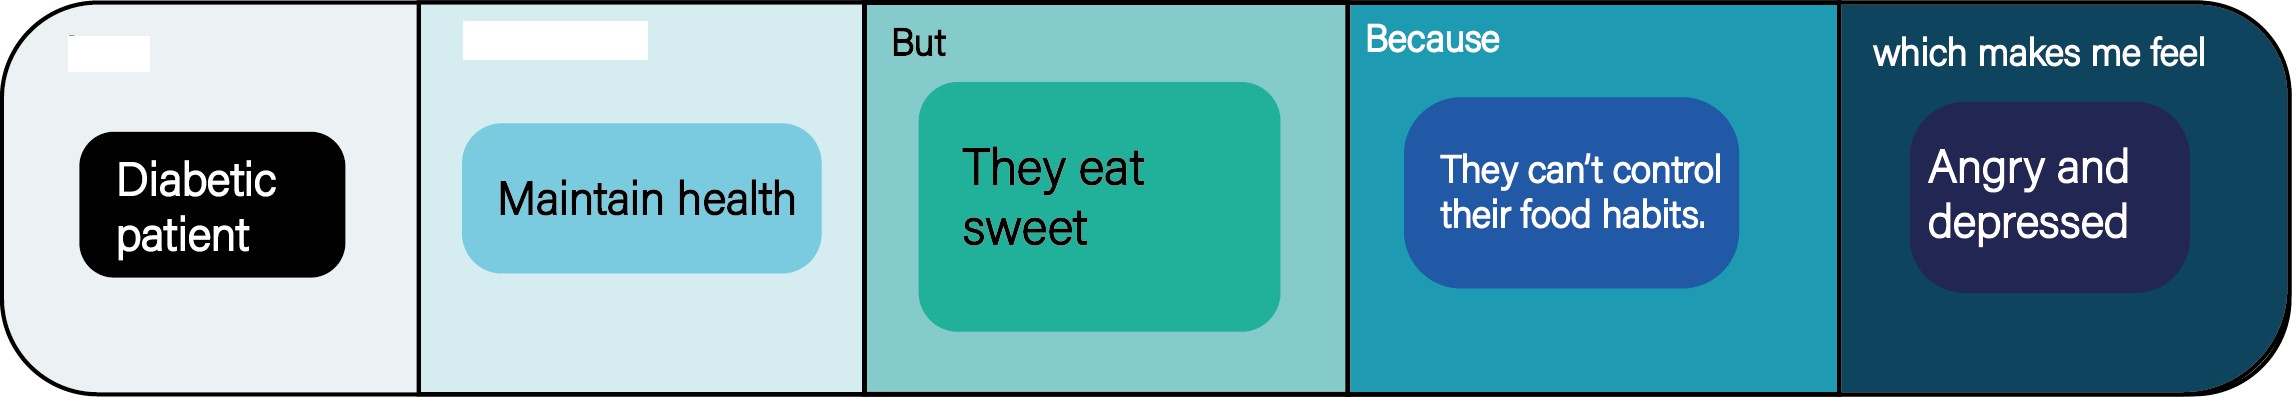 Diabetic
patient
Maintain health
But
They eat
sweet
Because
They can't control
their food habits.
which makes me feel
Angry and
depressed